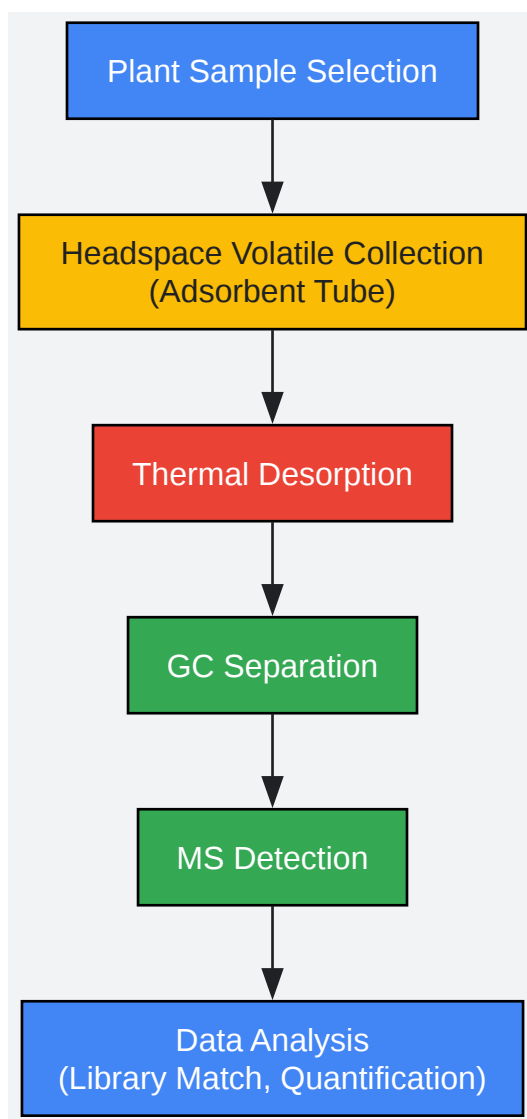 Plant Sample Selection
Headspace Volatile Collection
(Adsorbent Tube)
Thermal Desorption
GC Separation
MS Detection
Data Analysis
(Library Match, Quantification)